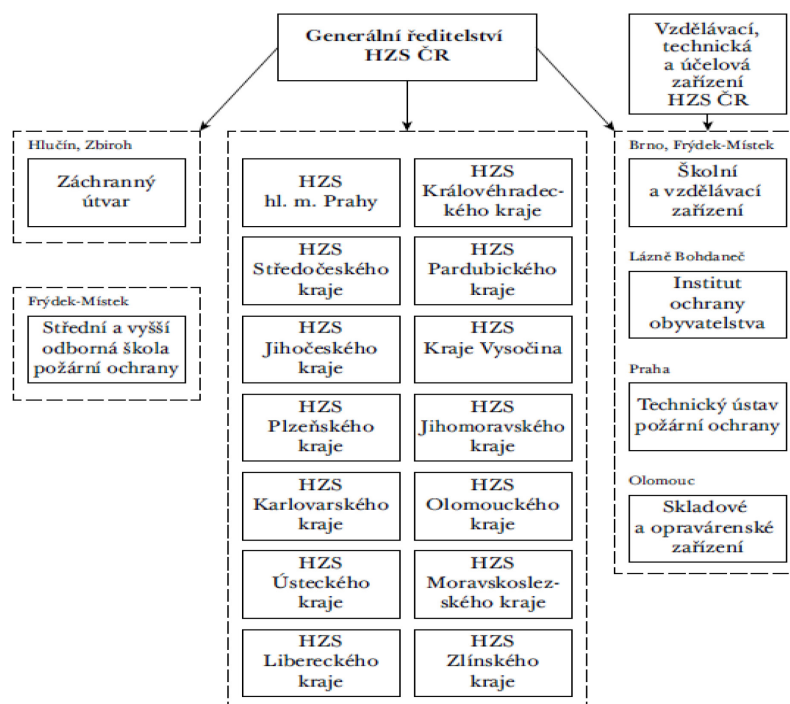 Generální ředitelství
HZS ČR
Vzdělávací,
technická
a účelová
zařízení
HZS ČR
Hlučín, Zbiroh
Záchranný
útvar
Frýdek-Místek
Střední a vyšší
odborná škola
požární ochrany
HZS
hl. m. Prahy
HZS
Královéhradec-
kého kraje
HZS
Středočeského
kraje
HZS
Pardubického
kraje
HZS
Jihočeského
kraje
HZS
Kraje Vysočina
HZS
Plzeňského
kraje
HZS
Jihomoravského
kraje
HZS
Karlovarského
kraje
HZS
Olomouckého
kraje
HZS
Ústeckého
kraje
HZS
Moravskoslez-
ského kraje
HZS
Libereckého
kraje
HZS
Zlínského
kraje
Brno, Frýdek-Místek
Školní
a vzdělávací
zařízení
Lázně Bohdaneč
Institut
ochrany
obyvatelstva
Praha
Technický ústav
požární ochrany
Olomouc
Skladové
a opravárenské
zařízení